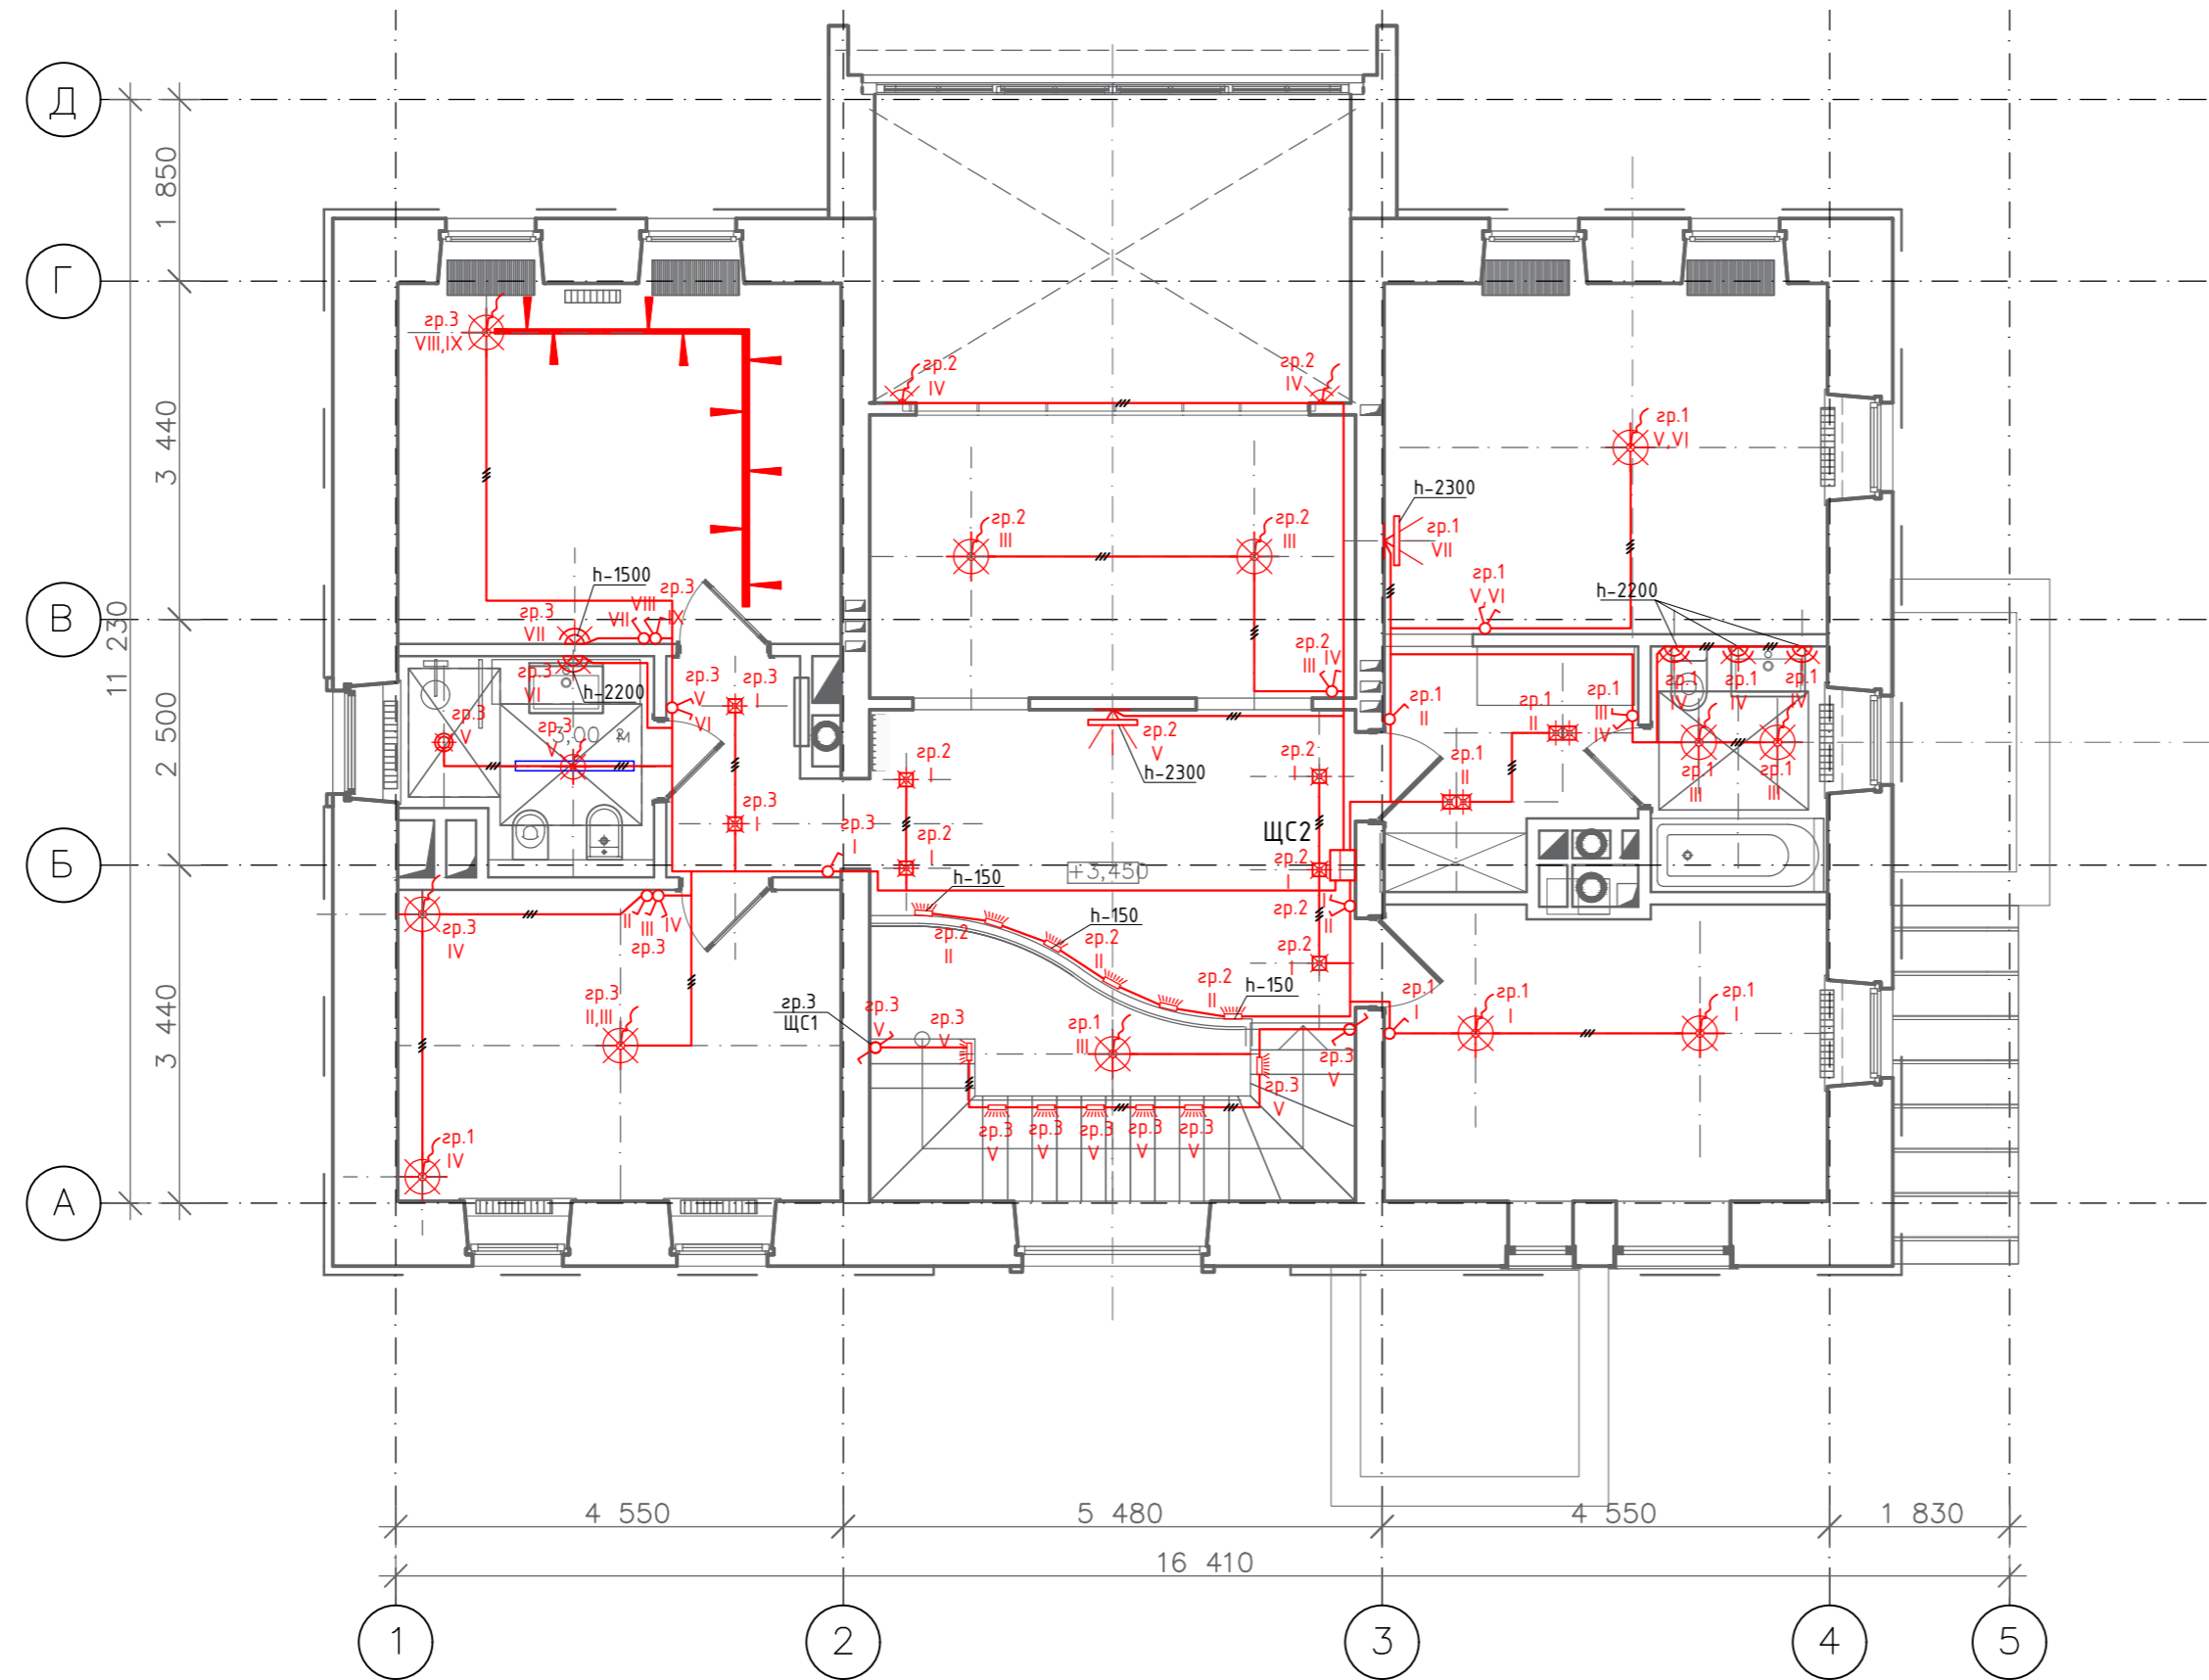 Д
1 850
Г
гр.3
VIII,IX
гр.2
IV
гр.2
IV
3 440
гр.1
V,VI
h-2300
гр.1
VII
гр.2
III
гр.2
III
h-1500
гр.3
VIII
IX
VII
гр.3
VII
гр.1
V,VI
h-2200
В
11 230
гр.2
III
IV
гр.3
VI
h-2200
гр.3
V
VI
гр.3
I
гр.3
V
3,00 м²
V
гр.1
II
гр.1
II
гр.1
III
IV
гр.1
IV
гр.1
IV
гр.1
IV
2 500
гр.2
V
h-2300
гр.2
I
гр.2
I
гр.1
II
гр.1
III
гр.1
III
гр.3
I
гр.3
I
гр.2
I
ЩС2
гр.2
I
Б
+3,450
h-150
гр.2
I
II
h-150
II
III
IV
гр.3
гр.3
IV
гр.2
II
гр.2
II
гр.2
I
гр.2
II
h-150
3 440
гр.3
II,III
гр.3
ЩС1
гр.3
V
гр.3
V
гр.1
III
гр.3
V
гр.1
I
гр.1
I
гр.1
I
гр.3
V
гр.3
V
гр.3
V
гр.3
V
гр.3
V
гр.3
V
гр.1
IV
А
4 550
5 480
4 550
1 830
16 410
1
2
3
4
5